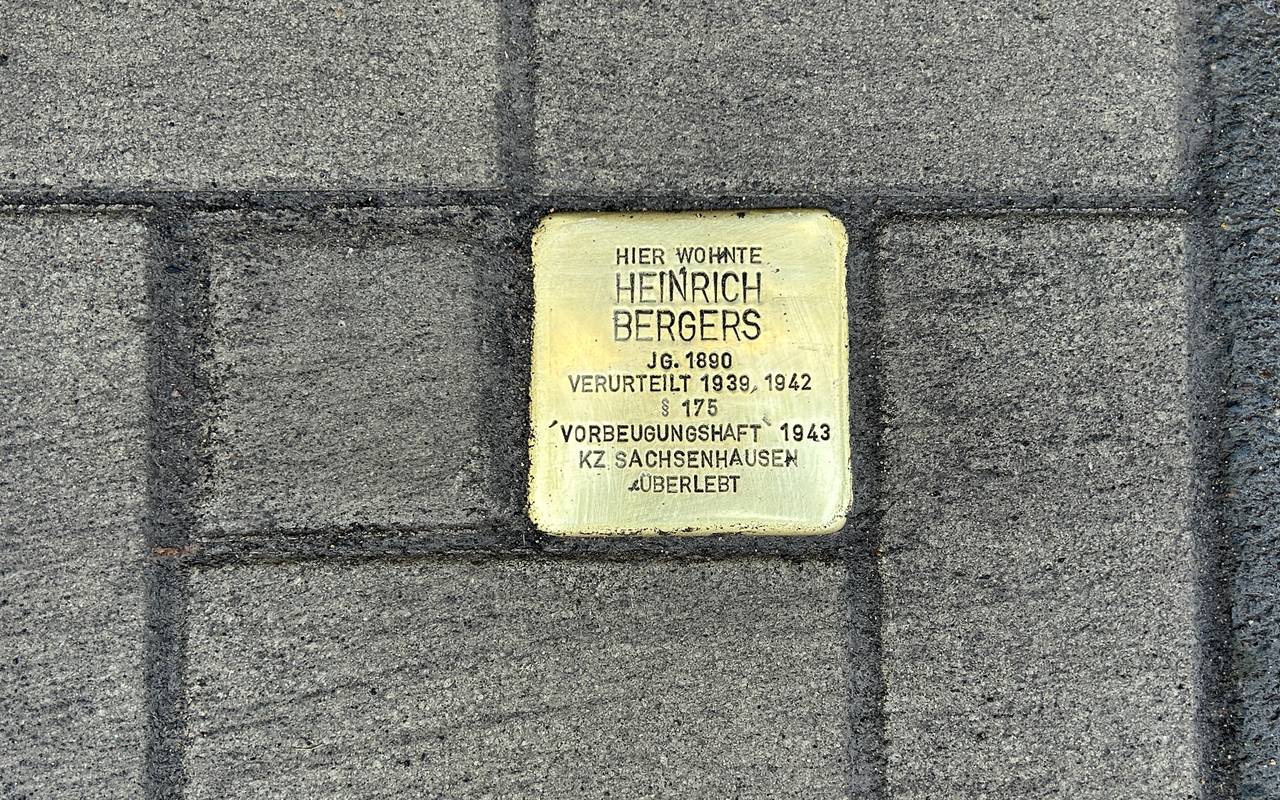 HIER WOHNTE
HEINRICH
BERGERS
JG. 1890
VERURTEILT 1939, 1942
§ 175
'VORBEUGUNGSHAFT' 1943
KZ SACHSENHAUSEN
ÜBERLEBT